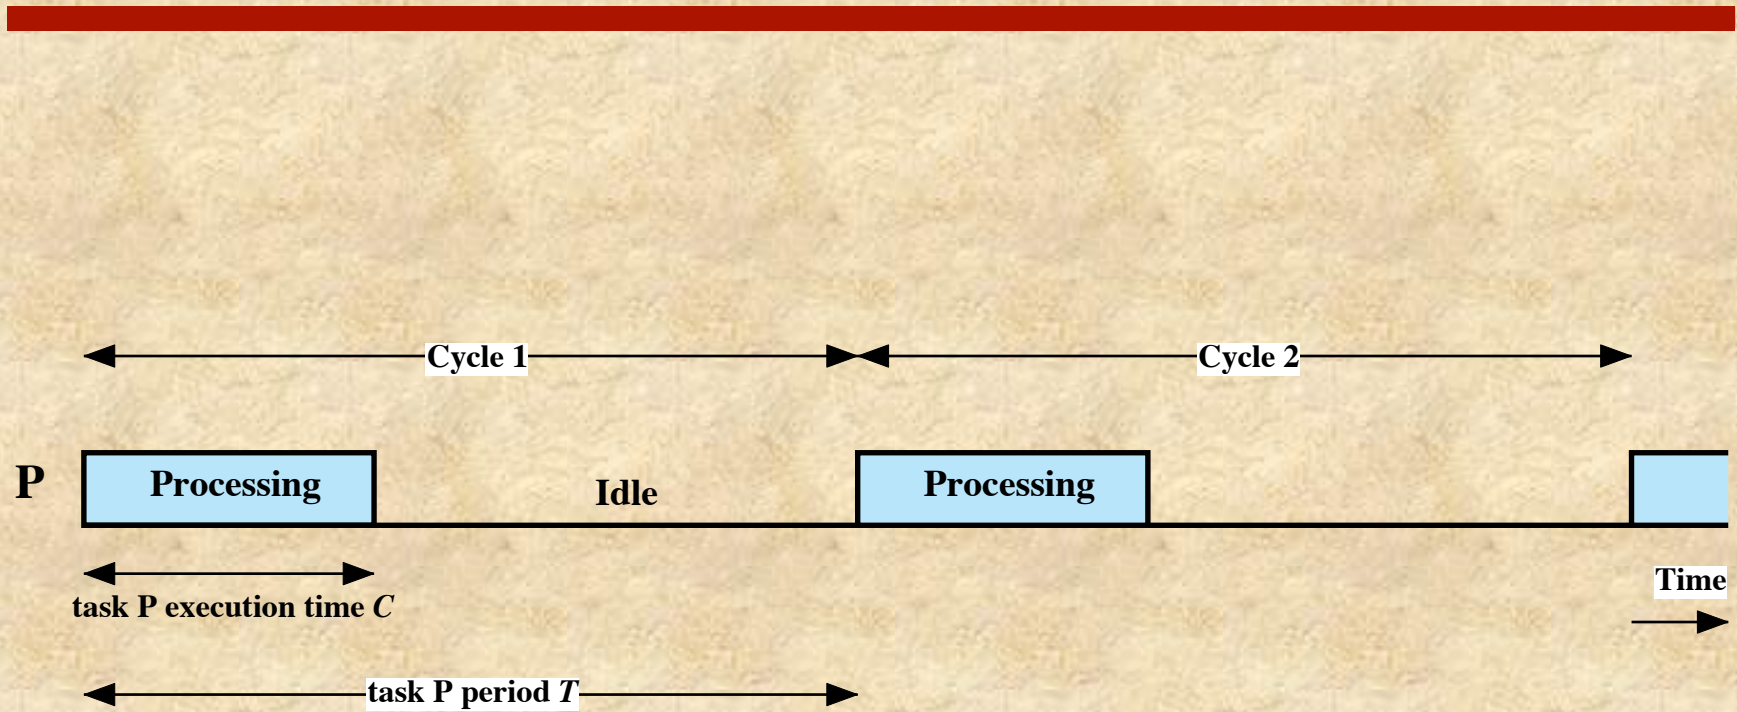 Cycle 1
Cycle 2
P
Processing
Idle
Processing
Time
task P execution time C
task P period T